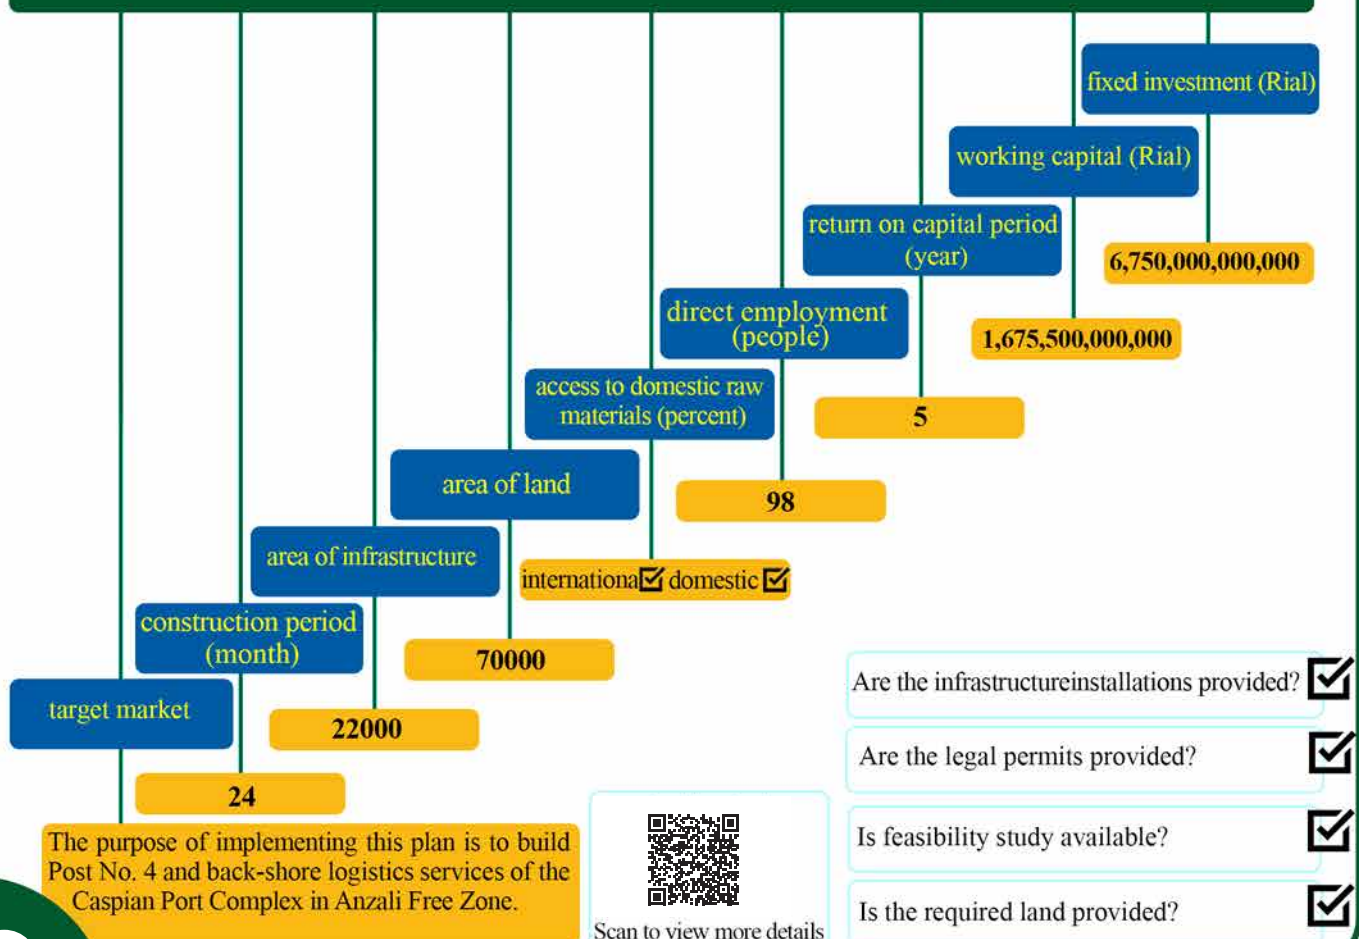 fixed investment (Rial)
6,750,000,000,000
working capital (Rial)
1,675,500,000,000
return on capital period
(year)
5
direct employment
(people)
98
access to domestic raw
materials (percent)
internationa domestic
area of land
70000
area of infrastructure
22000
construction period
(month)
24
target market
The purpose of implementing this plan is to build
Post No. 4 and back-shore logistics services of the
Caspian Port Complex in Anzali Free Zone.
Scan to view more details
Are the infrastructureinstallations provided?
Are the legal permits provided?
Is feasibility study available?
Is the required land provided?